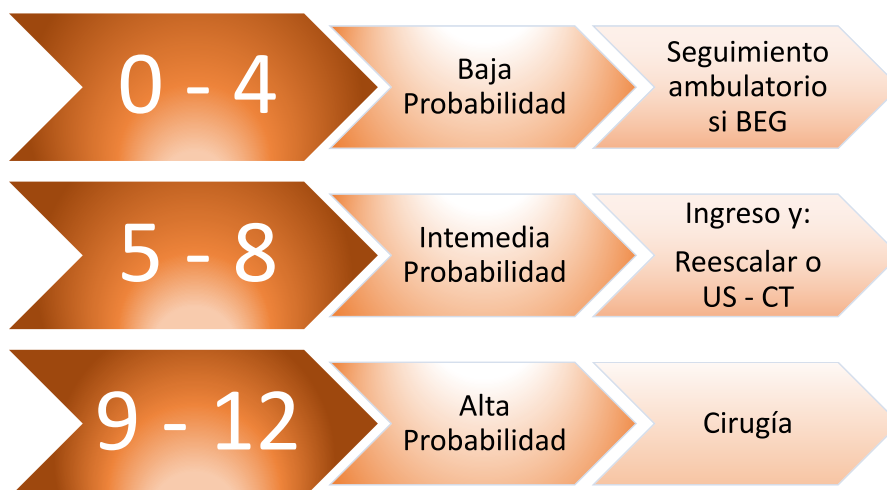 0 - 4
Baja
Probabilidad
Seguimiento
ambulatorio
si BEG
5 - 8
Intemedia
Probabilidad
Ingreso y:
Reescalar o
US - CT
9 - 12
Alta
Probabilidad
Cirugía